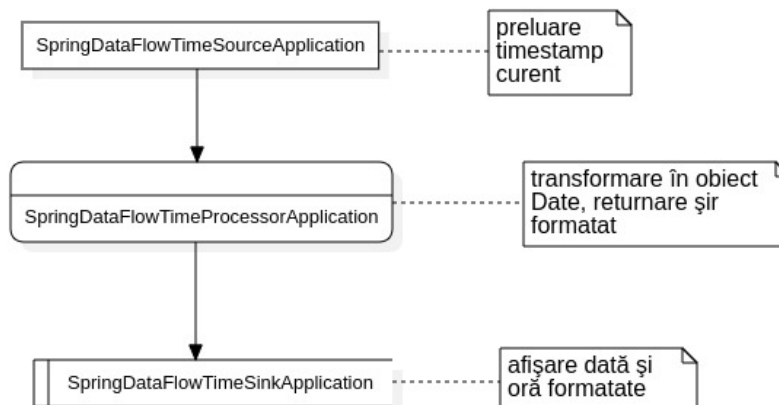 SpringDataFlowTimeSourceApplication
preluare
timestamp
curent
SpringDataFlowTimeProcessorApplication
transformare în obiect
Date, returnare şir
formatat
SpringDataFlowTimeSinkApplication
afişare dată şi
oră formatate